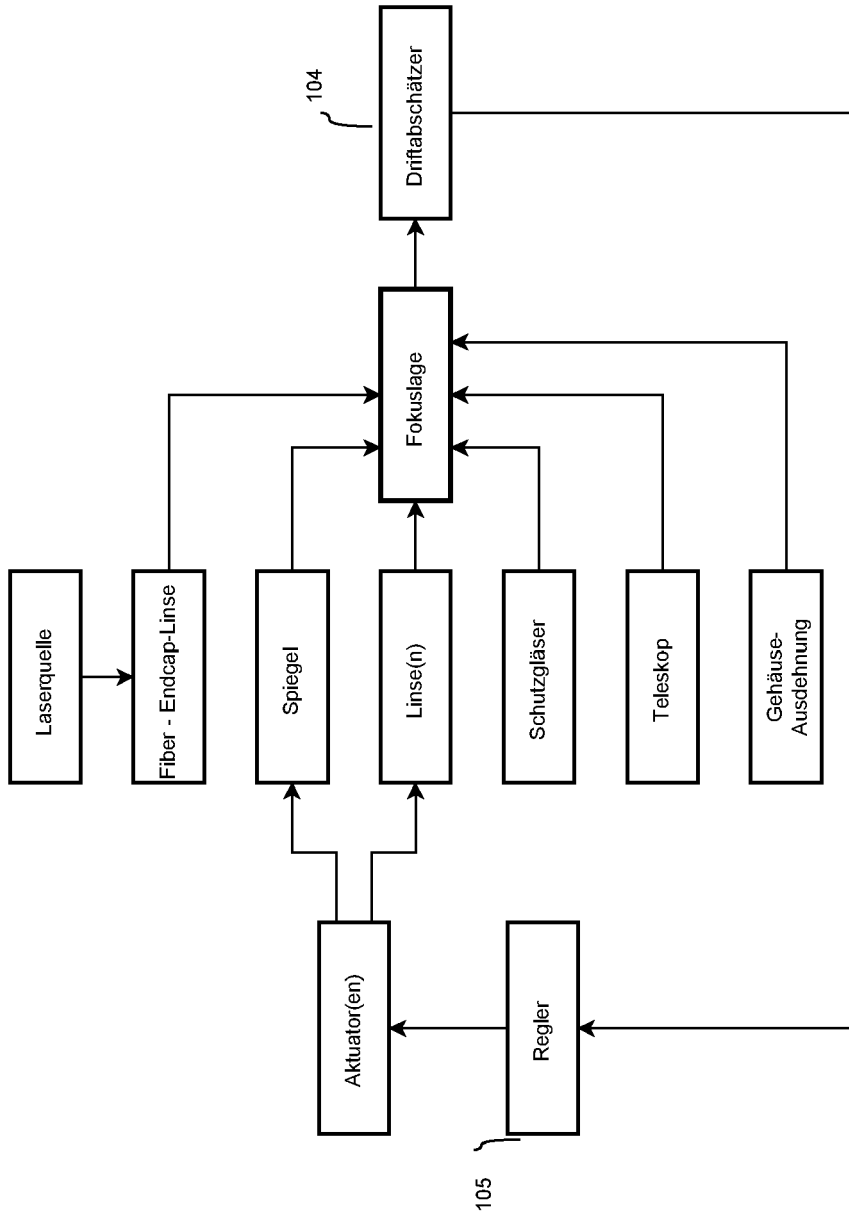 Laserquelle
Fiber - Endcap-Linse
Spiegel
Linse(n)
Schutzgläser
Teleskop
Gehäuse-
Ausdehnung
Aktuator(en)
Regler
105
Fokuslage
Driftabschätzer
104